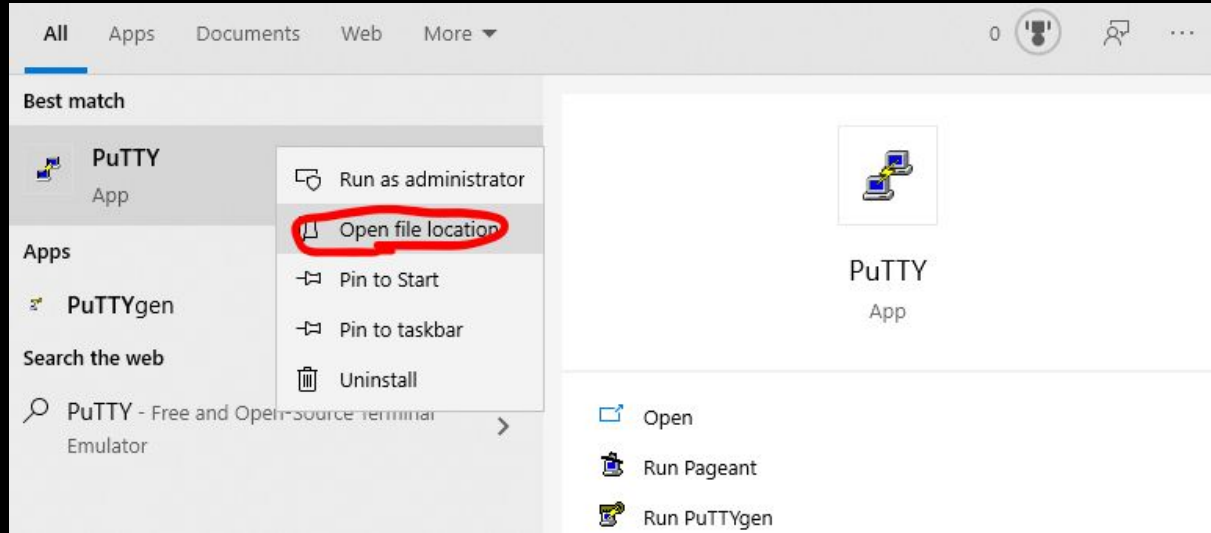 All Apps Documents Web More 0 ...
Best match
PuTTY
App
Run as administrator
Open file location
Pin to Start
Pin to taskbar
Uninstall
Apps
PuTTYgen
Search the web
PuTTY - Free and Open-Source Terminal
Emulator
PuTTY
App
Open
Run Pageant
Run PuTTYgen